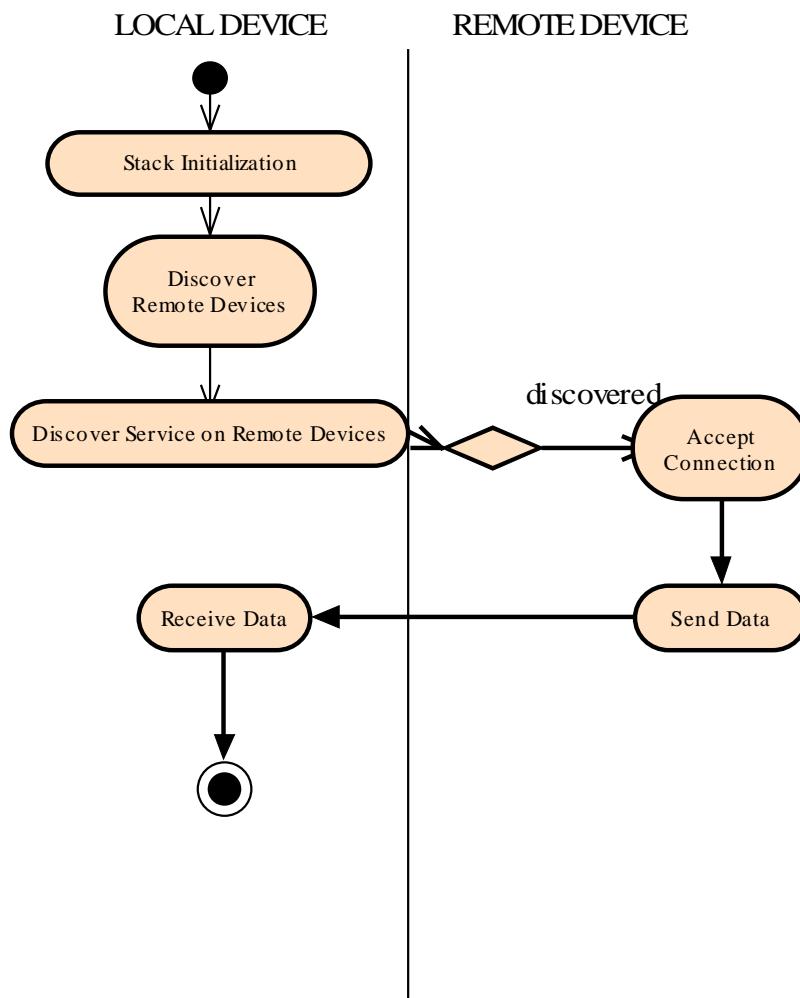 LOCAL DEVICE
REMOTE DEVICE
Stack Initialization
Discover
Remote Devices
discovered
Discover Service on Remote Devices
Accept
Connection
Receive Data
Send Data